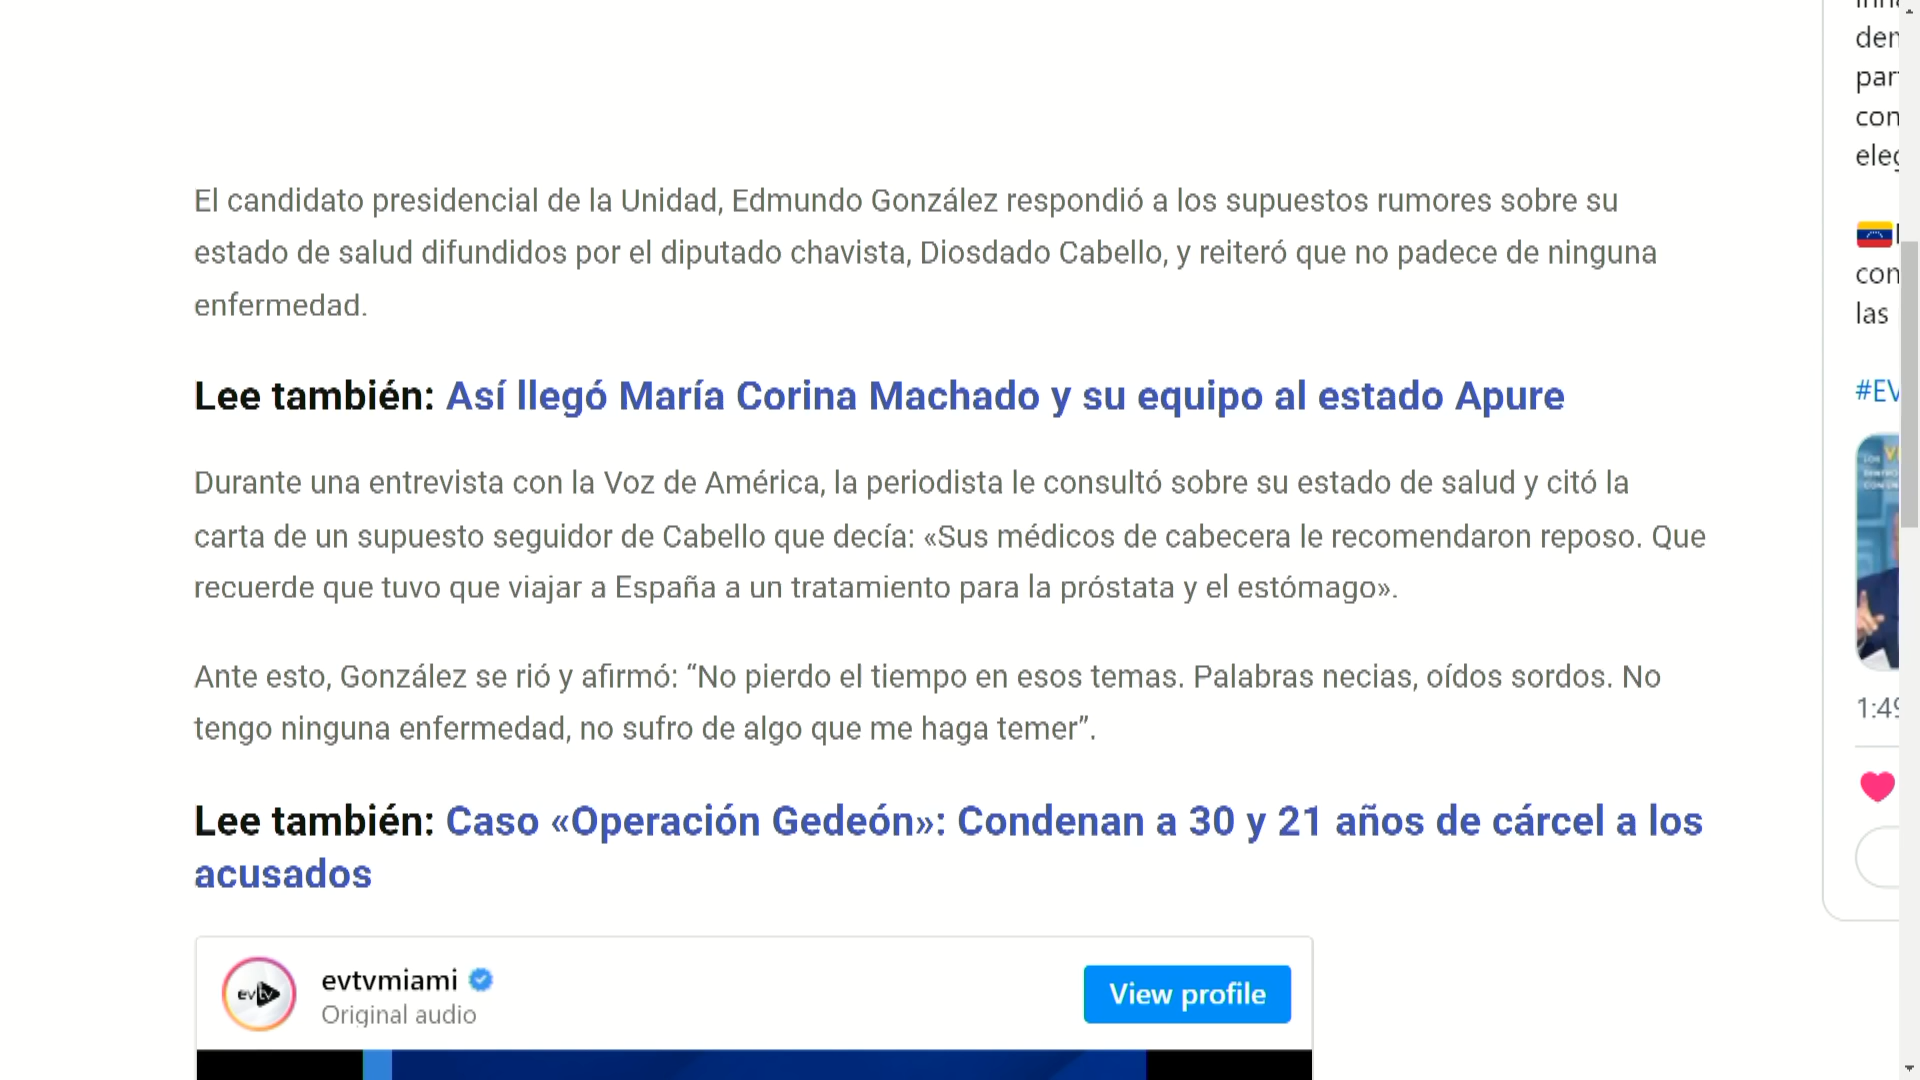 El candidato presidencial de la Unidad, Edmundo González respondió a los supuestos rumores sobre su
estado de salud difundidos por el diputado chavista, Diosdado Cabello, y reiteró que no padece de ninguna
enfermedad.
Lee también: Así llegó María Corina Machado y su equipo al estado Apure
Durante una entrevista con la Voz de América, la periodista le consultó sobre su estado de salud y citó la
carta de un supuesto seguidor de Cabello que decía: «Sus médicos de cabecera le recomendaron reposo. Que
recuerde que tuvo que viajar a España a un tratamiento para la próstata y el estómago».
Ante esto, González se rió y afirmó: “No pierdo el tiempo en esos temas. Palabras necias, oídos sordos. No
tengo ninguna enfermedad, no sufro de algo que me haga temer”.
Lee también: Caso «Operación Gedeón»: Condenan a 30 y 21 años de cárcel a los
acusados
evtv
evtvmiami
Original audio
View profile
las
#EV